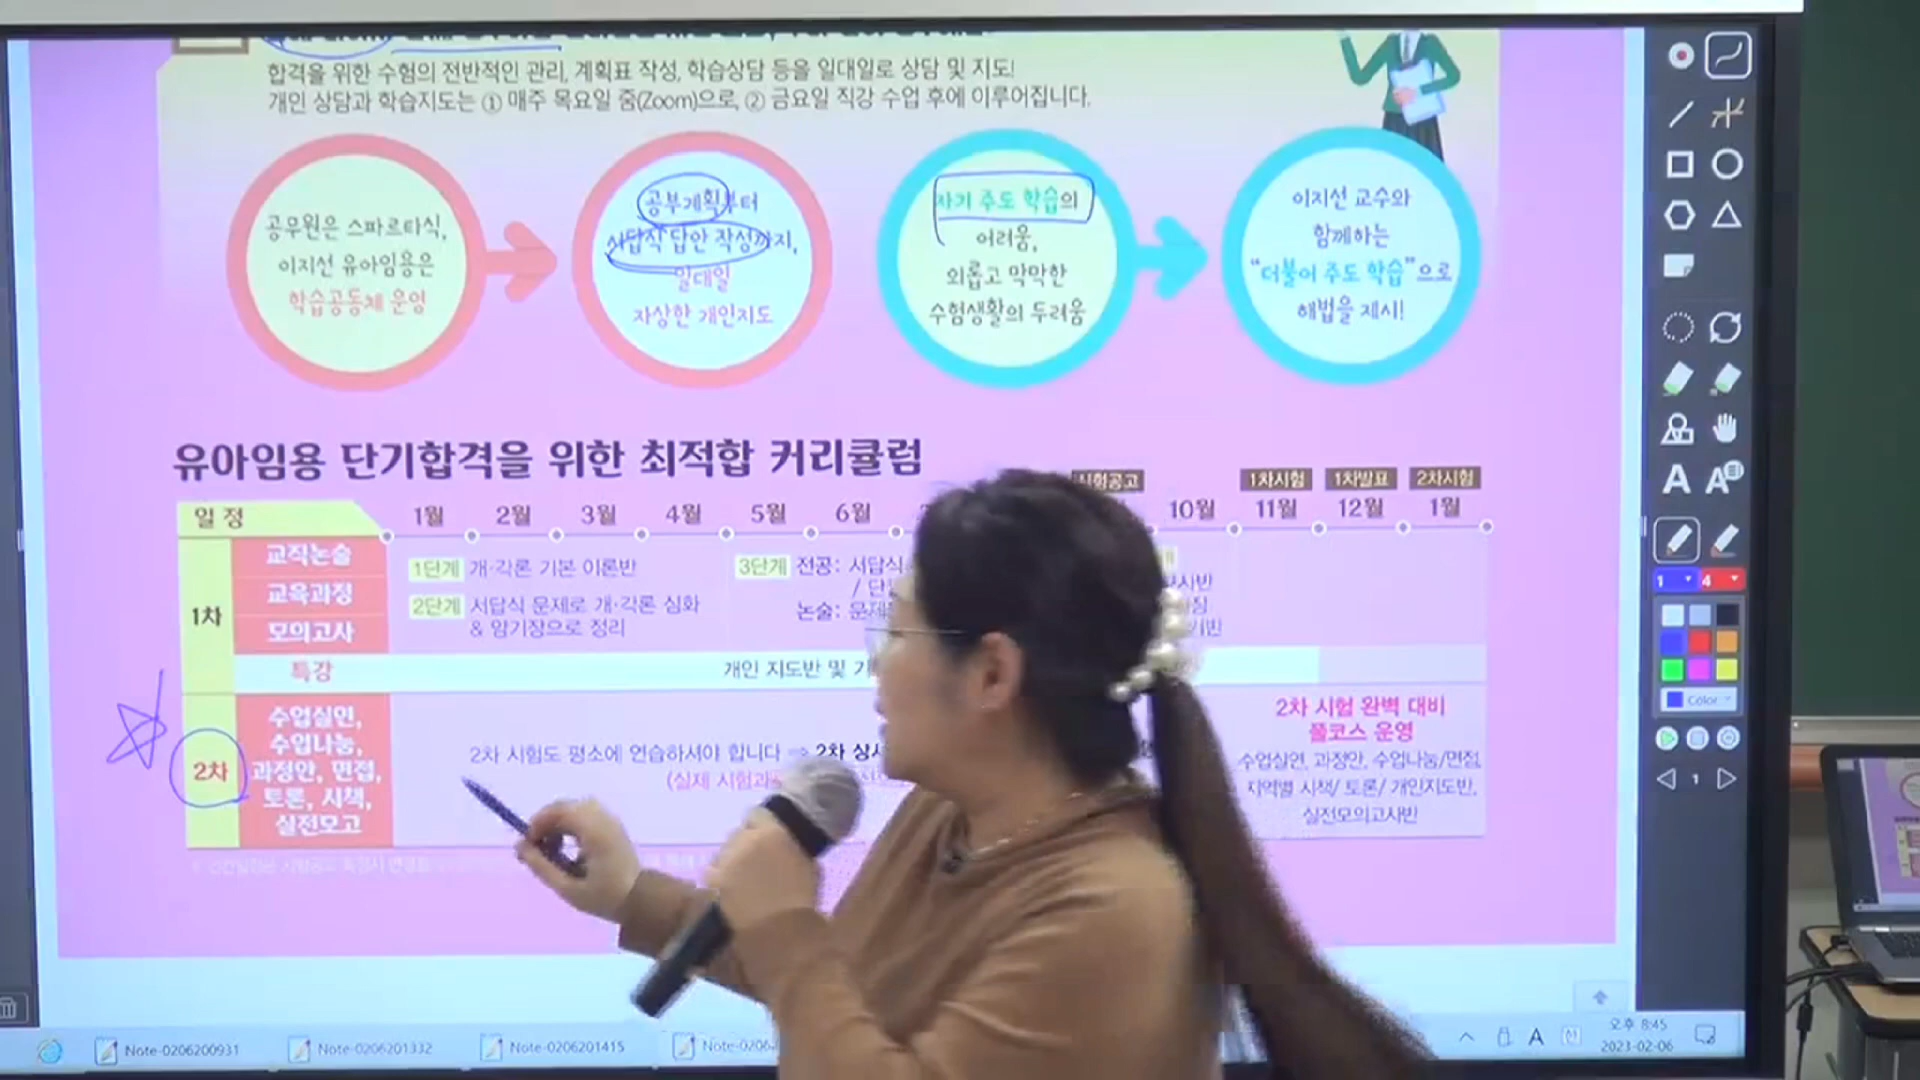 합격을 위한 수험의 전반적인 관리, 계획표 작성, 학습상담 등을 일대일로 상담 및 지도!
개인 상담과 학습지도는 ① 매주 목요일 줌(Zoom)으로, ② 금요일 직강 수업 후에 이루어집니다.
공무원은 스파르타식,
이지선 유아임용은
학습공동체 운영
공부계획부터
서답식 답안 작성까지,
일대일
자상한 개인지도
자기 주도 학습의
어려움,
외롭고 막막한
수험생활의 두려움
이지선 교수와
함께하는
“더불어 주도 학습”으로
해법을 제시!
유아임용 단기합격을 위한 최적합 커리큘럼
시험공고 1차시험 1차발표 2차시험
일정 1월 2월 3월 4월 5월 6월 10월 11월 12월 1월
1차
교직논술
교육과정
모의고사
1단계 개·각론 기본 이론반
2단계 서답식 문제로 개·각론 심화
& 암기장으로 정리
3단계 전공: 서답식
논술:
특강
개인 지도반 및
2차
수업실연,
수업나눔,
과정안, 면접,
토론, 시책,
실전모고
2차 시험도 평소에 연습하셔야 합니다 ⇨ 2차
(실제
2차 시험 완벽 대비
풀코스 운영
수업실연, 과정안, 수업나눔/면접,
지역별 시책/ 토론/ 개인지도반,
실전모의고사반
A A
1 4
Color
1
Note-0206200931 Note-0206201332 Note-0206201415
A
오후 8:45
2023-02-06